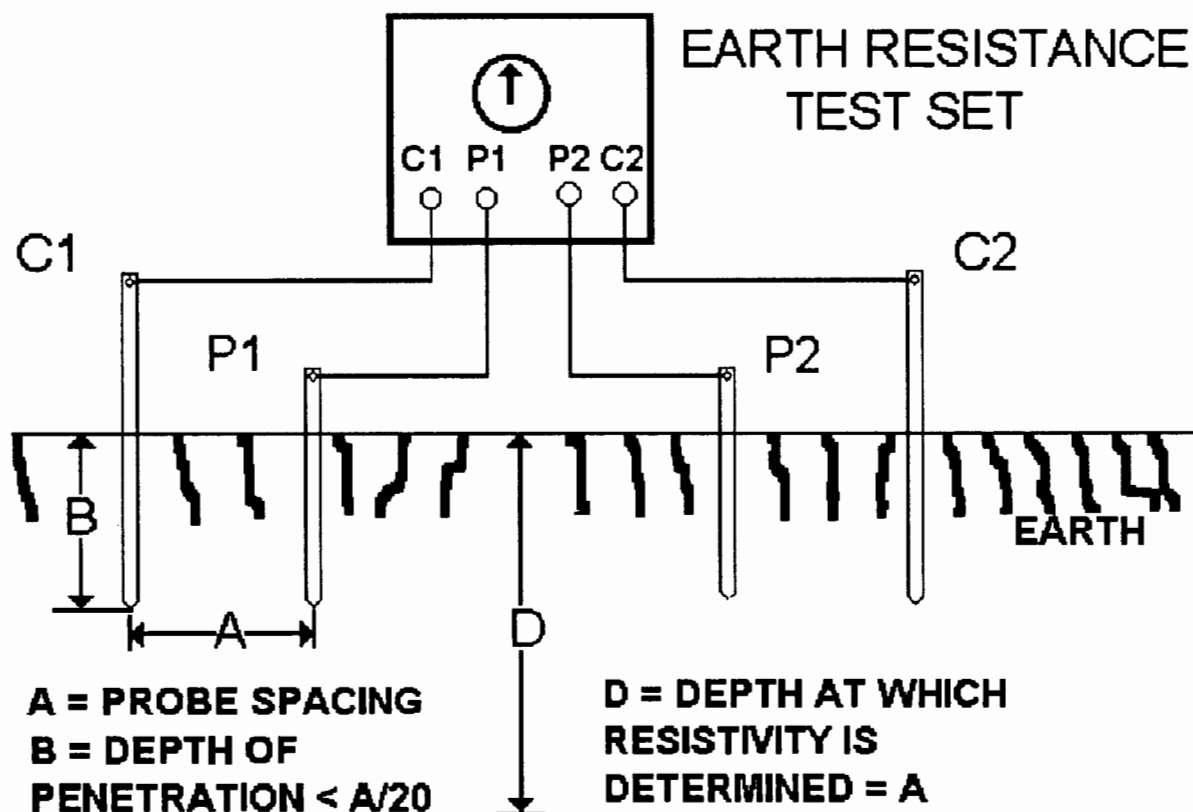 EARTH RESISTANCE
TEST SET
C1 P1 P2 C2
C1
C2
P1
P2
B
EARTH
A
D
A = PROBE SPACING
B = DEPTH OF
PENETRATION < A/20
D = DEPTH AT WHICH
RESISTIVITY IS
DETERMINED = A